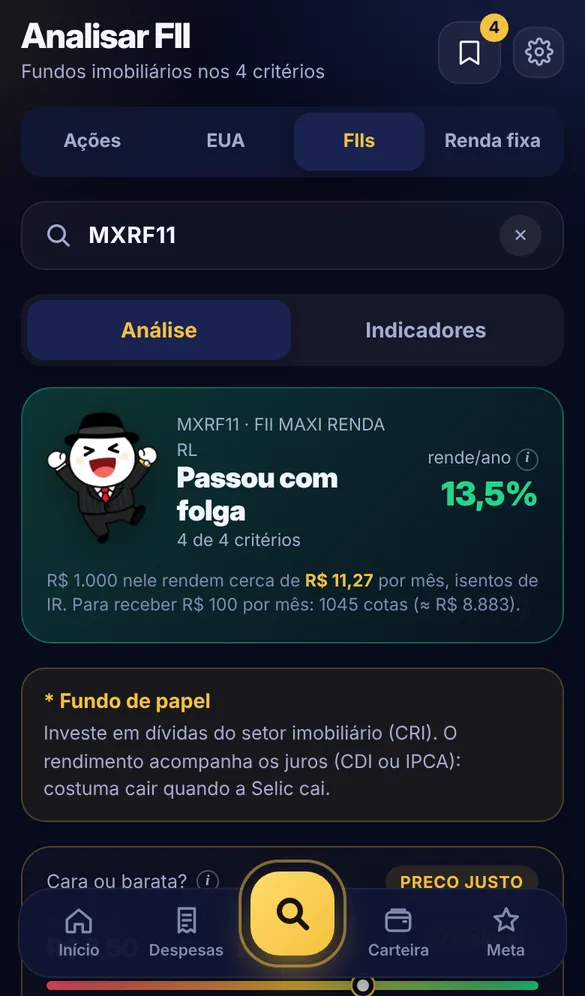 Analisar FII
4
Fundos imobiliários nos 4 critérios
Ações
EUA
FIIs
Renda fixa
MXRF11
Análise
Indicadores
MXRF11 · FII MAXI RENDA
RL
Passou com
folga
4 de 4 critérios
rende/ano i
13,5%
R$ 1.000 nele rendem cerca de R$ 11,27 por mês, isentos de
IR. Para receber R$ 100 por mês: 1045 cotas (≈ R$ 8.883).
* Fundo de papel
Investe em dívidas do setor imobiliário (CRI). O
rendimento acompanha os juros (CDI ou IPCA):
costuma cair quando a Selic cai.
Cara ou barata? i
PREÇO JUSTO
Início
Despesas
Carteira
Meta